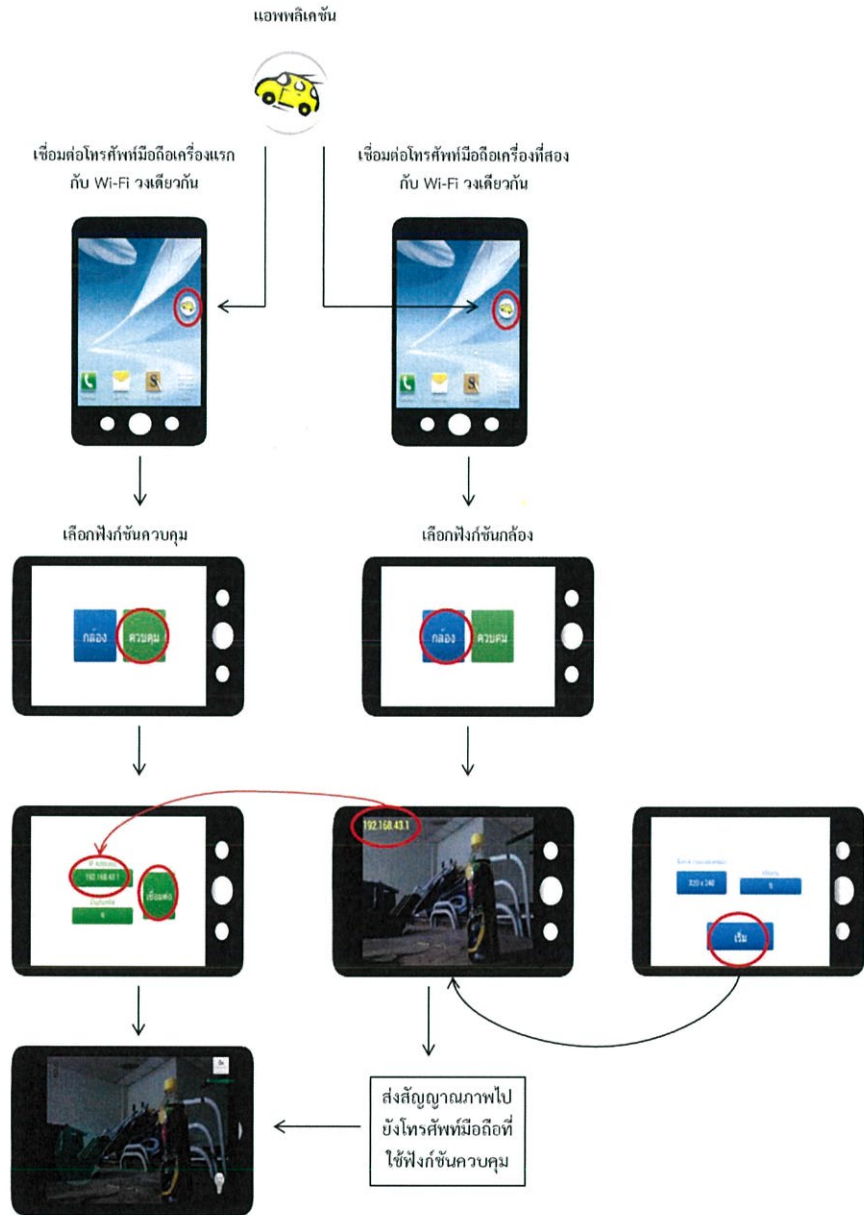 แอพพลิเคชัน
เชื่อมต่อโทรศัพท์มือถือเครื่องแรก
กับ Wi-Fi วงเดียวกัน
เชื่อมต่อโทรศัพท์มือถือเครื่องที่สอง
กับ Wi-Fi วงเดียวกัน
เลือกฟังก์ชันควบคุม
เลือกฟังก์ชันกล้อง
กล้อง
ควบคุม
กล้อง
ควบคุม
192.168.43.1
192.168.43.1
เชื่อมต่อ
320 x 240
เริ่ม
ส่งสัญญาณภาพไป
ยังโทรศัพท์มือถือที่
ใช้ฟังก์ชันควบคุม